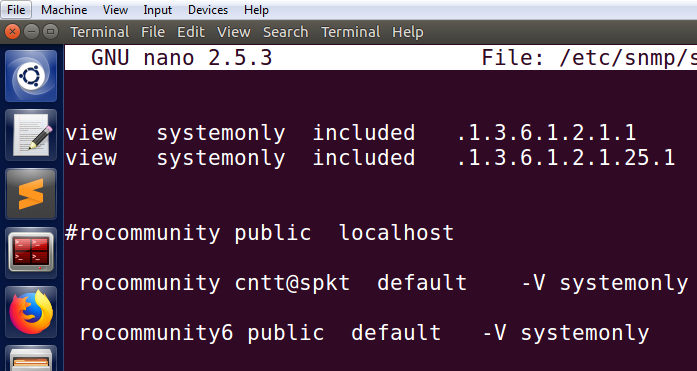 File Machine View Input Devices Help
Terminal File Edit View Search Terminal Help
GNU nano 2.5.3 File: /etc/snmp/s
view systemonly included .1.3.6.1.2.1.1
view systemonly included .1.3.6.1.2.1.25.1
#rocommunity public localhost
rocommunity cntt@spkt default -V systemonly
rocommunity6 public default -V systemonly